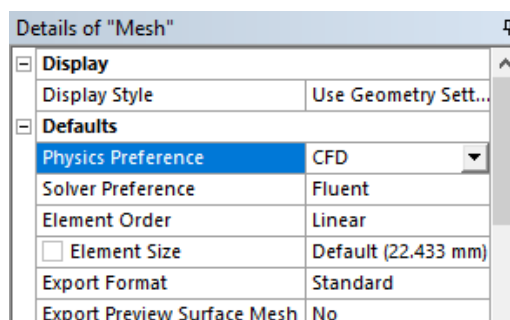 Details of "Mesh"
Display
Display Style Use Geometry Sett...
Defaults
Physics Preference CFD
Solver Preference Fluent
Element Order Linear
Element Size Default (22.433 mm)
Export Format Standard
Export Preview Surface Mesh No